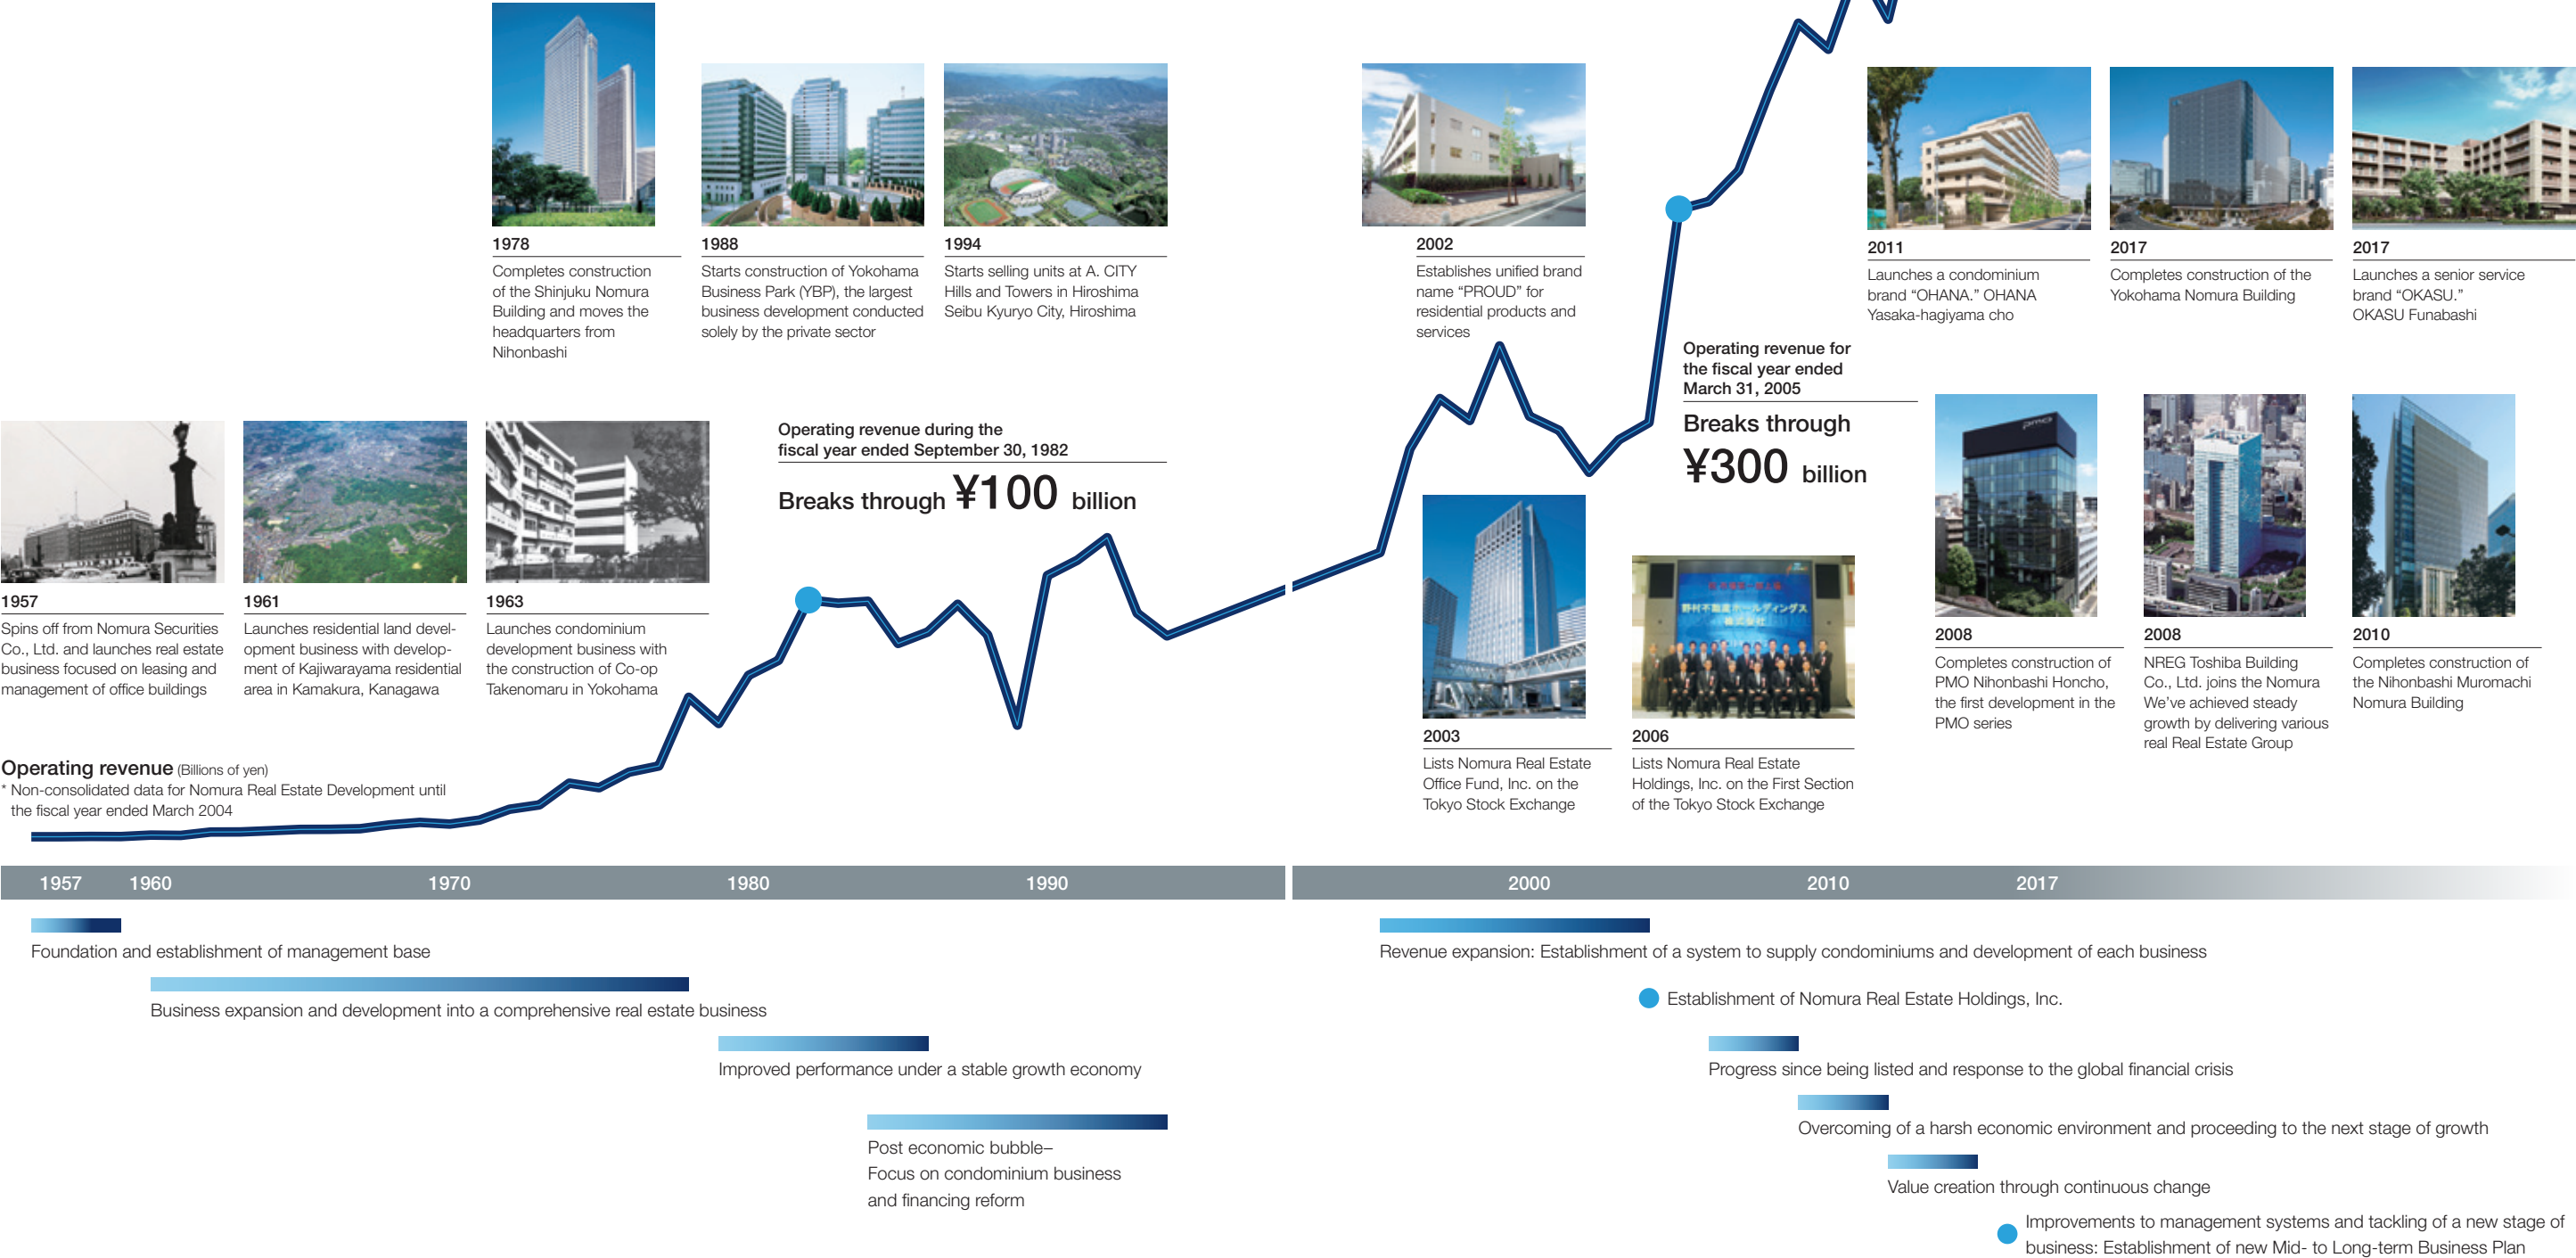 1978
Completes construction
of the Shinjuku Nomura
Building and moves the
headquarters from
Nihonbashi
1988
Starts construction of Yokohama
Business Park (YBP), the largest
business development conducted
solely by the private sector
1994
Starts selling units at A. CITY
Hills and Towers in Hiroshima
Seibu Kyuryo City, Hiroshima
2002
Establishes unified brand
name “PROUD” for
residential products and
services
2011
Launches a condominium
brand “OHANA.” OHANA
Yasaka-hagiyama cho
2017
Completes construction of the
Yokohama Nomura Building
2017
Launches a senior service
brand “OKASU.”
OKASU Funabashi
1957
Spins off from Nomura Securities
Co., Ltd. and launches real estate
business focused on leasing and
management of office buildings
1961
Launches residential land devel-
opment business with develop-
ment of Kajiwarayama residential
area in Kamakura, Kanagawa
1963
Launches condominium
development business with
the construction of Co-op
Takenomaru in Yokohama
Operating revenue during the
fiscal year ended September 30, 1982
Breaks through ¥100 billion
Operating revenue for
the fiscal year ended
March 31, 2005
Breaks through
¥300 billion
2003
Lists Nomura Real Estate
Office Fund, Inc. on the
Tokyo Stock Exchange
野村不動産ホールディングス
株式会社
2006
Lists Nomura Real Estate
Holdings, Inc. on the First Section
of the Tokyo Stock Exchange
pmo
2008
Completes construction of
PMO Nihonbashi Honcho,
the first development in the
PMO series
2008
NREG Toshiba Building
Co., Ltd. joins the Nomura
We’ve achieved steady
growth by delivering various
real Real Estate Group
2010
Completes construction of
the Nihonbashi Muromachi
Nomura Building
Operating revenue (Billions of yen)
* Non-consolidated data for Nomura Real Estate Development until
the fiscal year ended March 2004
1957 1960 1970 1980 1990 2000 2010 2017
Foundation and establishment of management base
Business expansion and development into a comprehensive real estate business
Improved performance under a stable growth economy
Post economic bubble–
Focus on condominium business
and financing reform
Revenue expansion: Establishment of a system to supply condominiums and development of each business
Establishment of Nomura Real Estate Holdings, Inc.
Progress since being listed and response to the global financial crisis
Overcoming of a harsh economic environment and proceeding to the next stage of growth
Value creation through continuous change
Improvements to management systems and tackling of a new stage of
business: Establishment of new Mid- to Long-term Business Plan